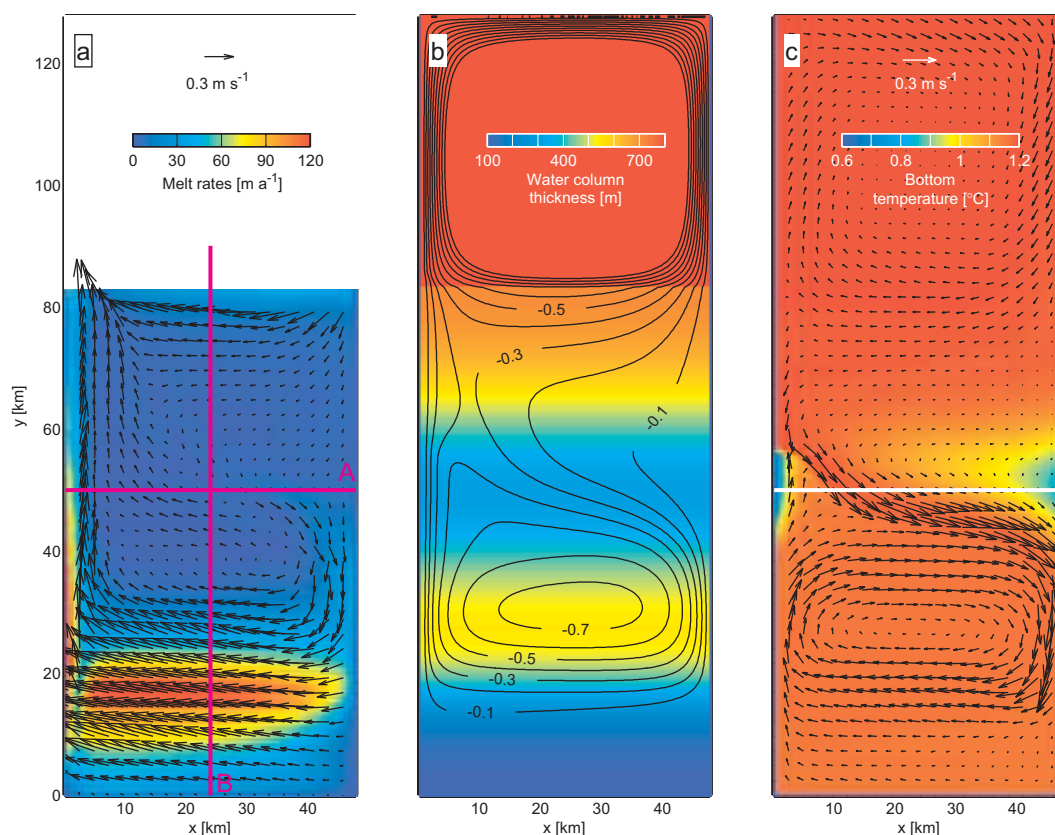 a
0.3 m s⁻¹
0 30 60 90 120
Melt rates [m a⁻¹]
120
100
80
60
40
20
0
y [km]
A
B
10 20 30 40
x [km]
b
100 400 700
Water column
thickness [m]
-0.5
-0.3
-0.1
-0.7
-0.5
-0.3
-0.1
10 20 30 40
x [km]
c
0.3 m s⁻¹
0.6 0.8 1 1.2
Bottom
temperature [°C]
10 20 30 40
x [km]